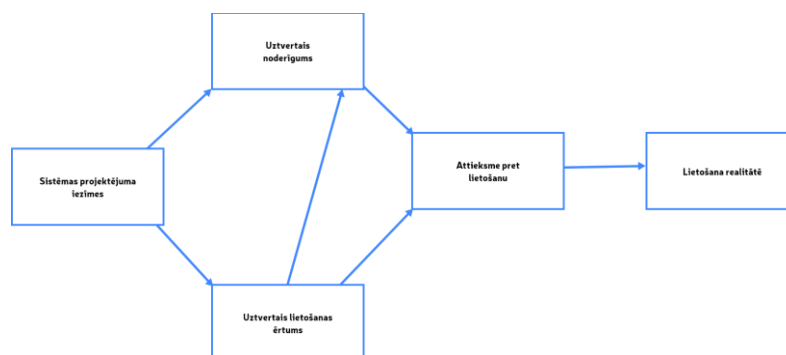 Uztvertais
noderīgums
Sistēmas projektējuma
iezīmes
Attieksme pret
lietošanu
Lietošana realitātē
Uztvertais lietošanas
ērtums